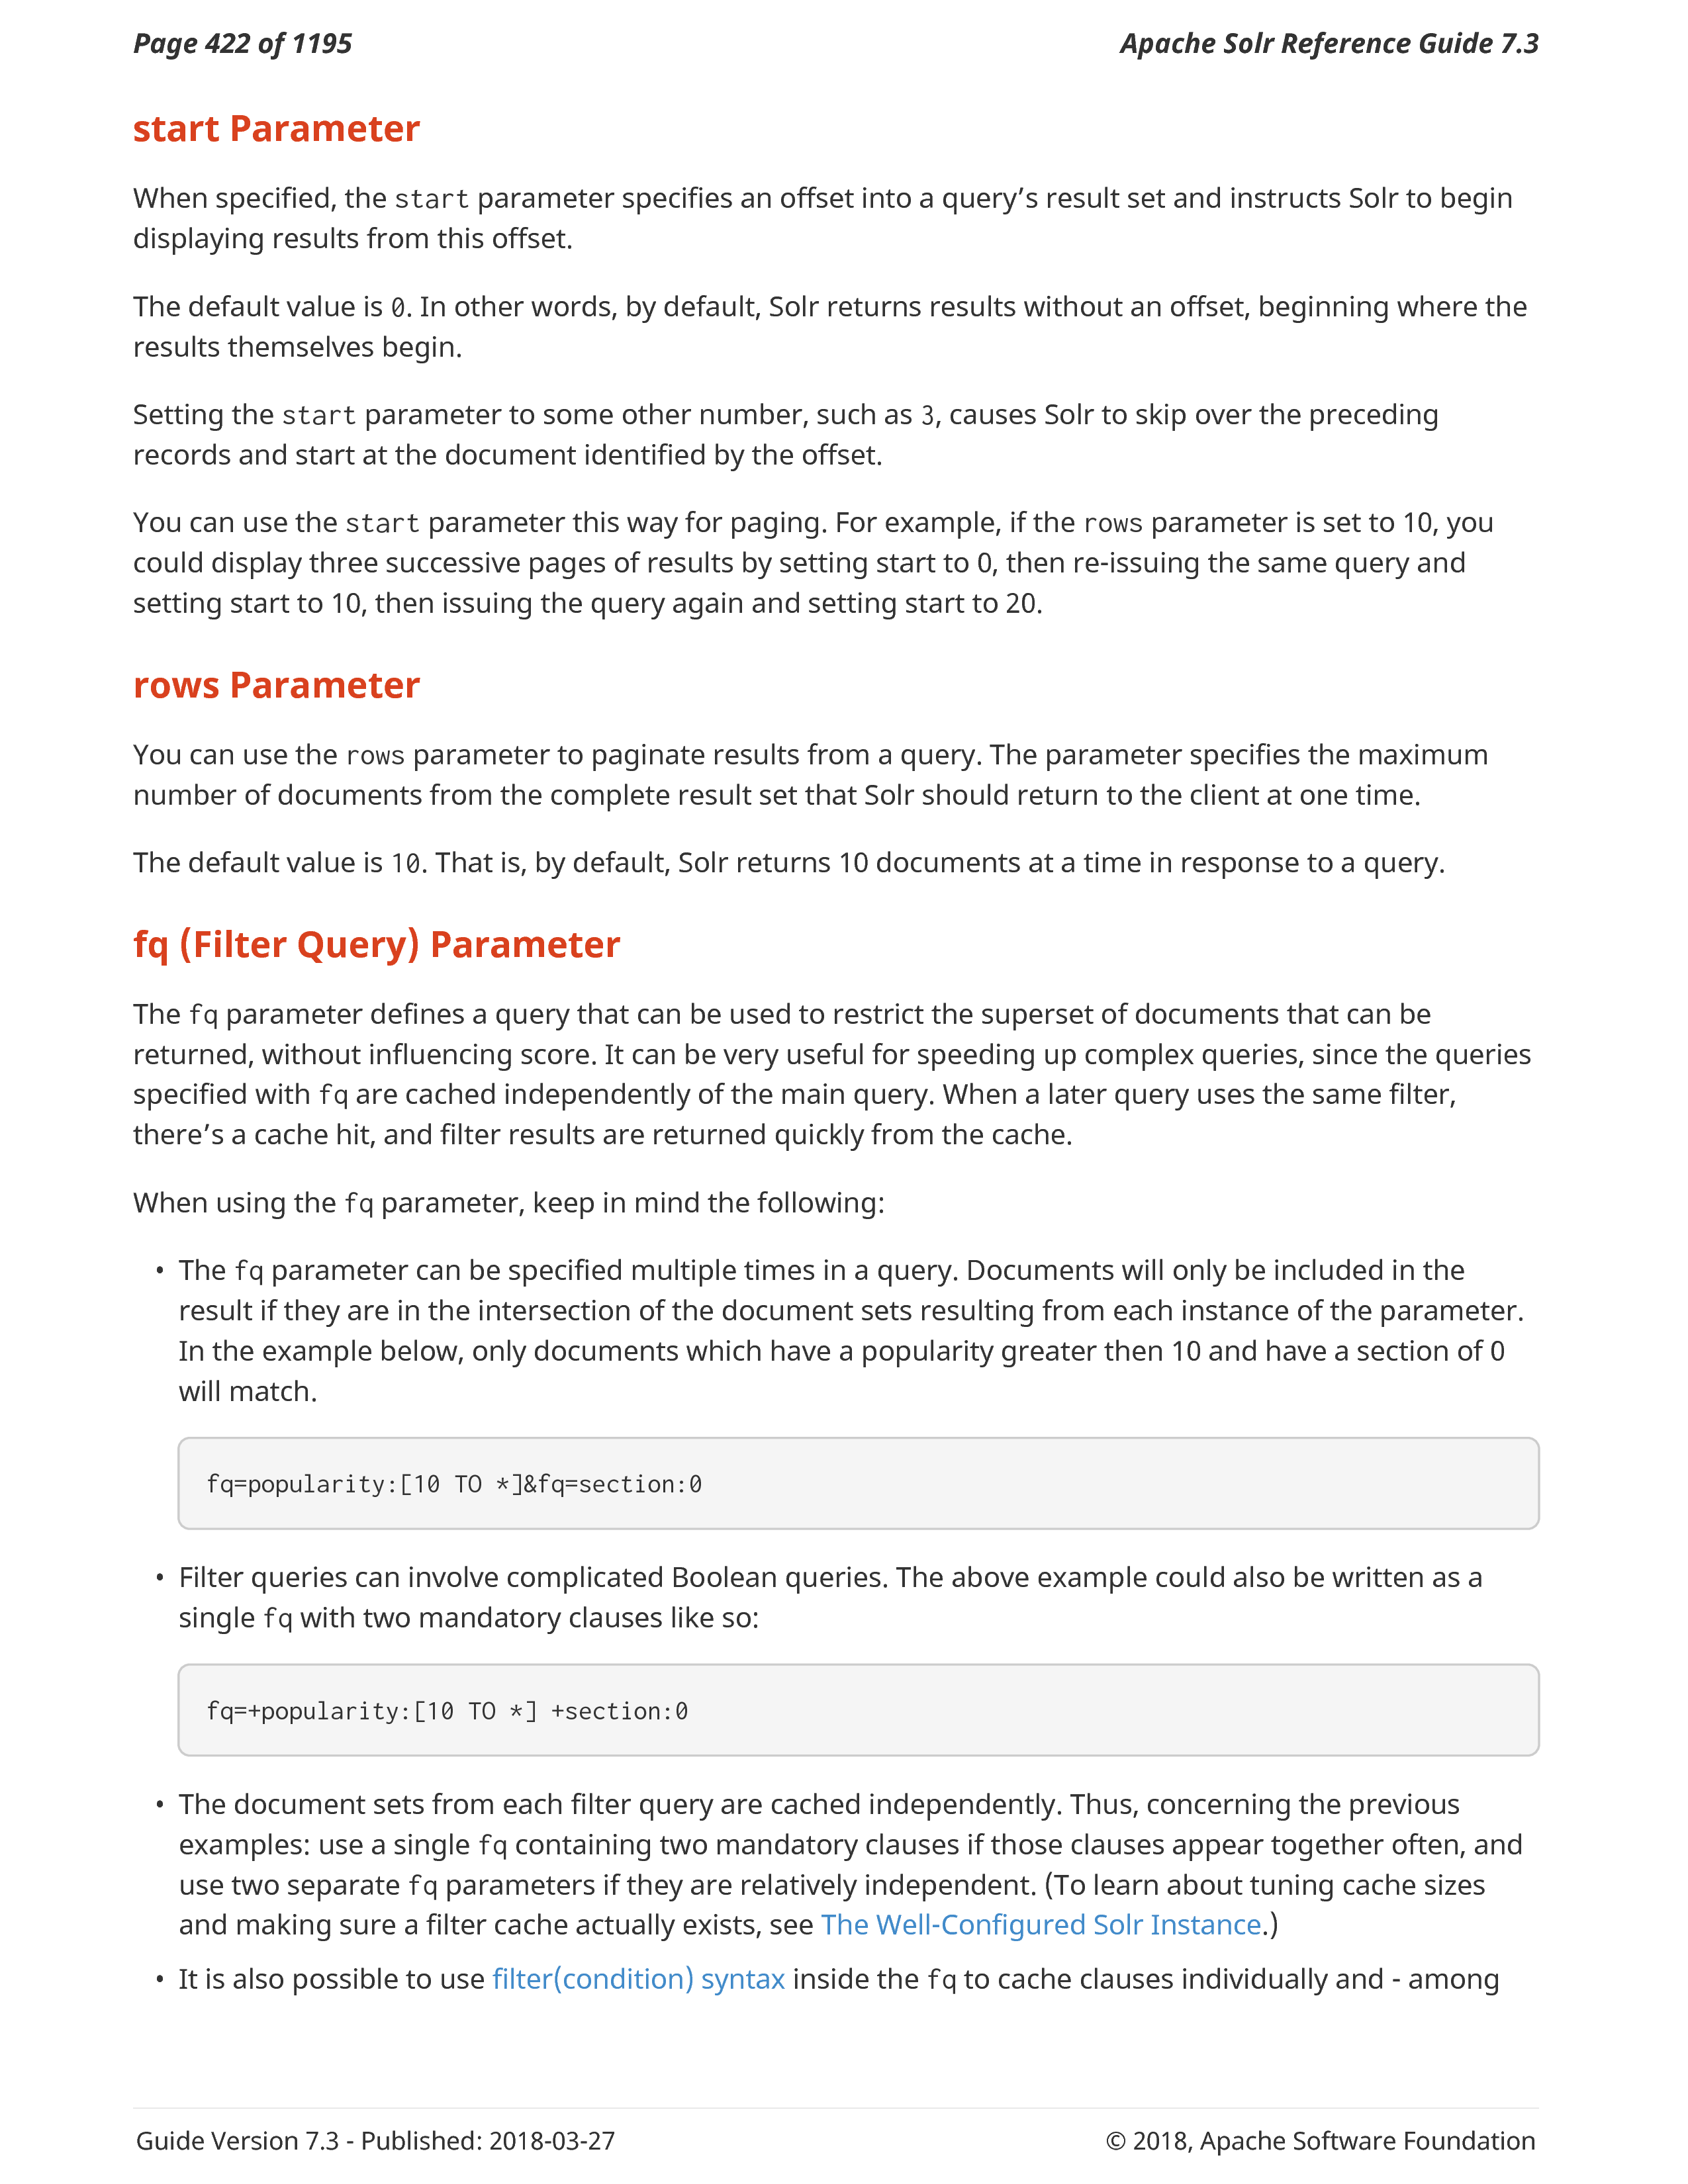 Page 422 of 1195
Apache Solr Reference Guide 7.3
start Parameter
When specified, the start parameter specifies an offset into a query’s result set and instructs Solr to begin
displaying results from this offset.
The default value is 0. In other words, by default, Solr returns results without an offset, beginning where the
results themselves begin.
Setting the start parameter to some other number, such as 3, causes Solr to skip over the preceding
records and start at the document identified by the offset.
You can use the start parameter this way for paging. For example, if the rows parameter is set to 10, you
could display three successive pages of results by setting start to 0, then re-issuing the same query and
setting start to 10, then issuing the query again and setting start to 20.
rows Parameter
You can use the rows parameter to paginate results from a query. The parameter specifies the maximum
number of documents from the complete result set that Solr should return to the client at one time.
The default value is 10. That is, by default, Solr returns 10 documents at a time in response to a query.
fq (Filter Query) Parameter
The fq parameter defines a query that can be used to restrict the superset of documents that can be
returned, without influencing score. It can be very useful for speeding up complex queries, since the queries
specified with fq are cached independently of the main query. When a later query uses the same filter,
there’s a cache hit, and filter results are returned quickly from the cache.
When using the fq parameter, keep in mind the following:
• The fq parameter can be specified multiple times in a query. Documents will only be included in the
result if they are in the intersection of the document sets resulting from each instance of the parameter.
In the example below, only documents which have a popularity greater then 10 and have a section of 0
will match.
fq=popularity:[10 TO *]&fq=section:0
• Filter queries can involve complicated Boolean queries. The above example could also be written as a
single fq with two mandatory clauses like so:
fq=+popularity:[10 TO *] +section:0
• The document sets from each filter query are cached independently. Thus, concerning the previous
examples: use a single fq containing two mandatory clauses if those clauses appear together often, and
use two separate fq parameters if they are relatively independent. (To learn about tuning cache sizes
and making sure a filter cache actually exists, see The Well-Configured Solr Instance.)
• It is also possible to use filter(condition) syntax inside the fq to cache clauses individually and - among
Guide Version 7.3 - Published: 2018-03-27
© 2018, Apache Software Foundation